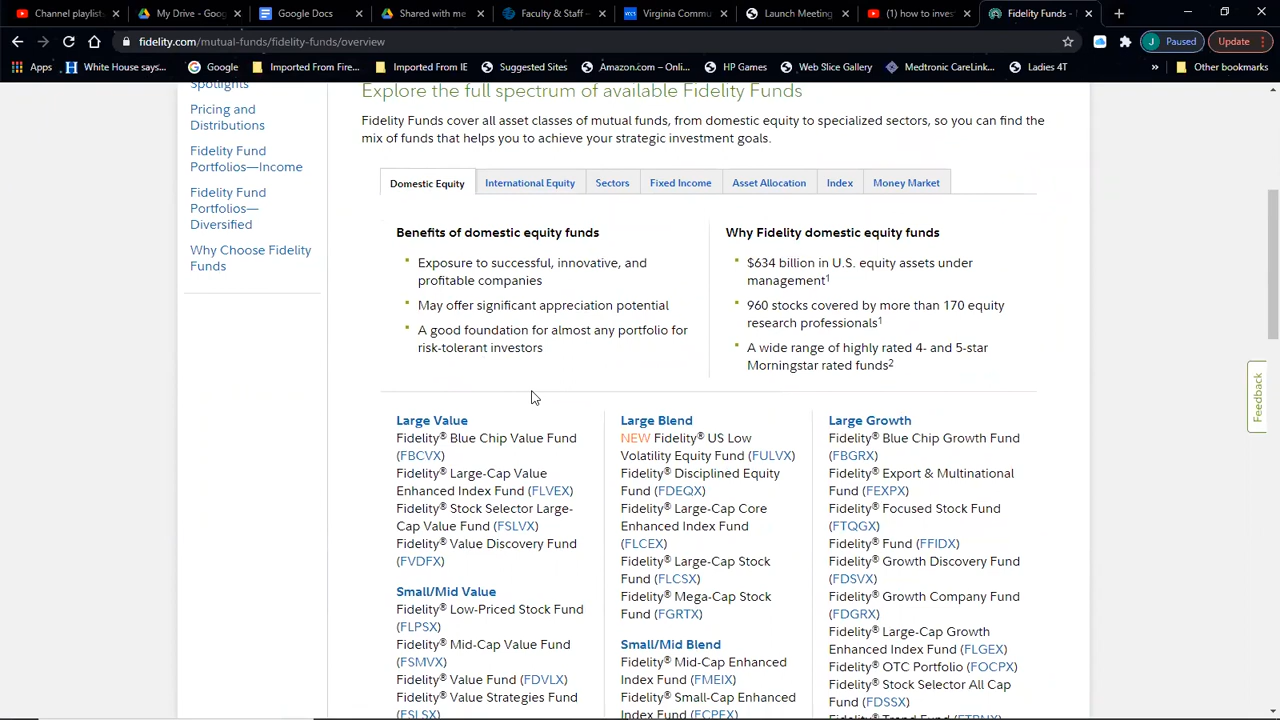 Channel playlists
My Drive - Goog
Google Docs
Shared with me
Faculty & Staff -
Virginia Commu
Launch Meeting
(1) how to inves
Fidelity Funds -
fidelity.com/mutual-funds/fidelity-funds/overview
Paused
Update
Apps
White House says...
Google
Imported From Fire...
Imported From IE
Suggested Sites
Amazon.com – Onli...
HP Games
Web Slice Gallery
Medtronic CareLink...
Ladies 4T
Other bookmarks
Spotlights
Pricing and
Distributions
Fidelity Fund
Portfolios—Income
Fidelity Fund
Portfolios—
Diversified
Why Choose Fidelity
Funds
Explore the full spectrum of available Fidelity Funds
Fidelity Funds cover all asset classes of mutual funds, from domestic equity to specialized sectors, so you can find the
mix of funds that helps you to achieve your strategic investment goals.
Domestic Equity
International Equity
Sectors
Fixed Income
Asset Allocation
Index
Money Market
Benefits of domestic equity funds
Exposure to successful, innovative, and
profitable companies
May offer significant appreciation potential
A good foundation for almost any portfolio for
risk-tolerant investors
Why Fidelity domestic equity funds
$634 billion in U.S. equity assets under
management1
960 stocks covered by more than 170 equity
research professionals1
A wide range of highly rated 4- and 5-star
Morningstar rated funds2
Large Value
Fidelity® Blue Chip Value Fund
(FBCVX)
Fidelity® Large-Cap Value
Enhanced Index Fund (FLVEX)
Fidelity® Stock Selector Large-
Cap Value Fund (FSLVX)
Fidelity® Value Discovery Fund
(FVDFX)
Small/Mid Value
Fidelity® Low-Priced Stock Fund
(FLPSX)
Fidelity® Mid-Cap Value Fund
(FSMVX)
Fidelity® Value Fund (FDVLX)
Fidelity® Value Strategies Fund
(FSLSX)
Large Blend
NEW Fidelity® US Low
Volatility Equity Fund (FULVX)
Fidelity® Disciplined Equity
Fund (FDEQX)
Fidelity® Large-Cap Core
Enhanced Index Fund
(FLCEX)
Fidelity® Large-Cap Stock
Fund (FLCSX)
Fidelity® Mega-Cap Stock
Fund (FGRTX)
Small/Mid Blend
Fidelity® Mid-Cap Enhanced
Index Fund (FMEIX)
Fidelity® Small-Cap Enhanced
Index Fund (FCPEX)
Large Growth
Fidelity® Blue Chip Growth Fund
(FBGRX)
Fidelity® Export & Multinational
Fund (FEXPX)
Fidelity® Focused Stock Fund
(FTQGX)
Fidelity® Fund (FFIDX)
Fidelity® Growth Discovery Fund
(FDSVX)
Fidelity® Growth Company Fund
(FDGRX)
Fidelity® Large-Cap Growth
Enhanced Index Fund (FLGEX)
Fidelity® OTC Portfolio (FOCPX)
Fidelity® Stock Selector All Cap
Fund (FDSSX)
Fidelity® Trend Fund (FTRNX)
Feedback